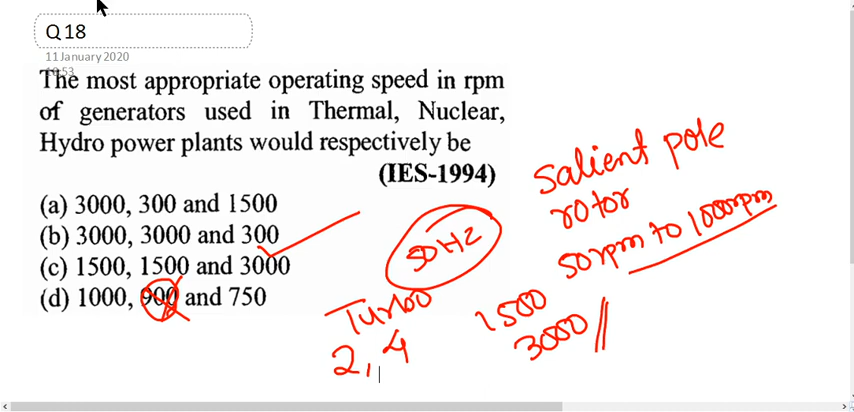 Q18
11 January 2020
The most appropriate operating speed in rpm
of generators used in Thermal, Nuclear,
Hydro power plants would respectively be
(IES-1994)
(a) 3000, 300 and 1500
(b) 3000, 3000 and 300
(c) 1500, 1500 and 3000
(d) 1000, 900 and 750
Salient pole
rotor
50rpm to 1000rpm
50Hz
Turbo
2, 4
1500
3000